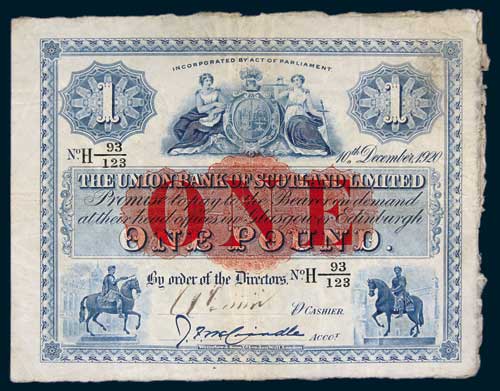 INCORPORATED BY ACT OF PARLIAMENT
1 1
No. H 93/123
10th December, 1920
THE UNION BANK OF SCOTLAND LIMITED
Promise to pay to the Bearer on demand
ONE
at their head offices in Glasgow or Edinburgh
ONE POUND.
By order of the Directors. No. H 93/123
CASHIER.
ACCOT.